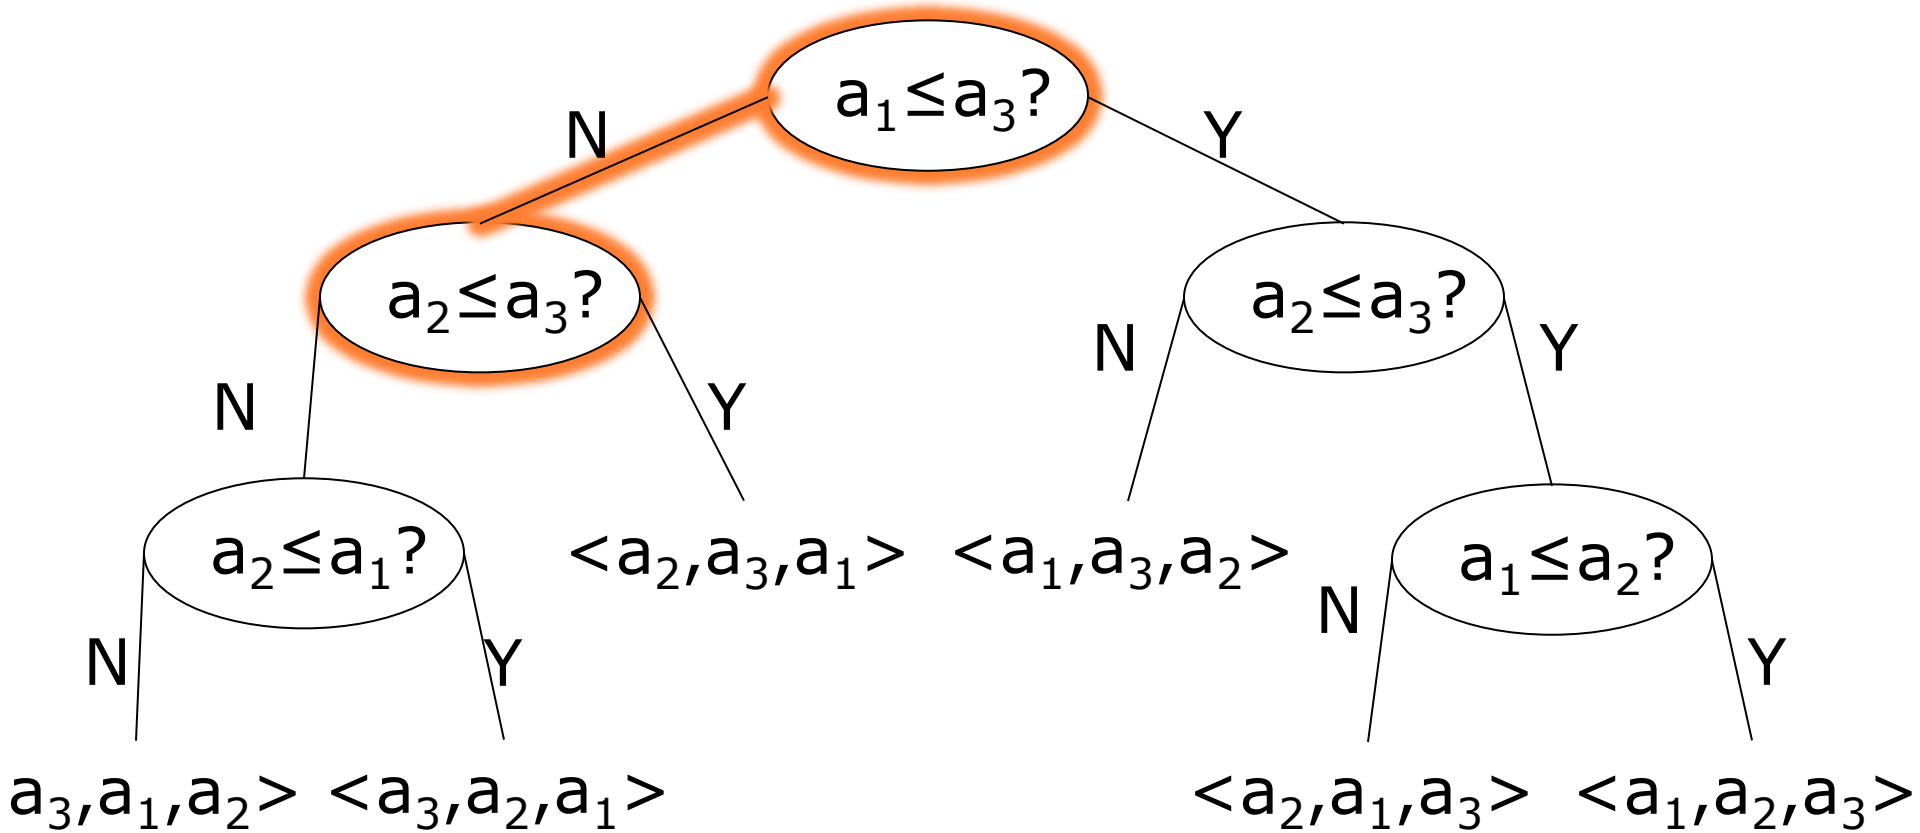 a₁≤a₃?
N
Y
a₂≤a₃?
a₂≤a₃?
N
Y
N
Y
a₂≤a₁?
<a₂,a₃,a₁>
<a₁,a₃,a₂>
a₁≤a₂?
N
Y
N
Y
a₃,a₁,a₂>
<a₃,a₂,a₁>
<a₂,a₁,a₃>
<a₁,a₂,a₃>